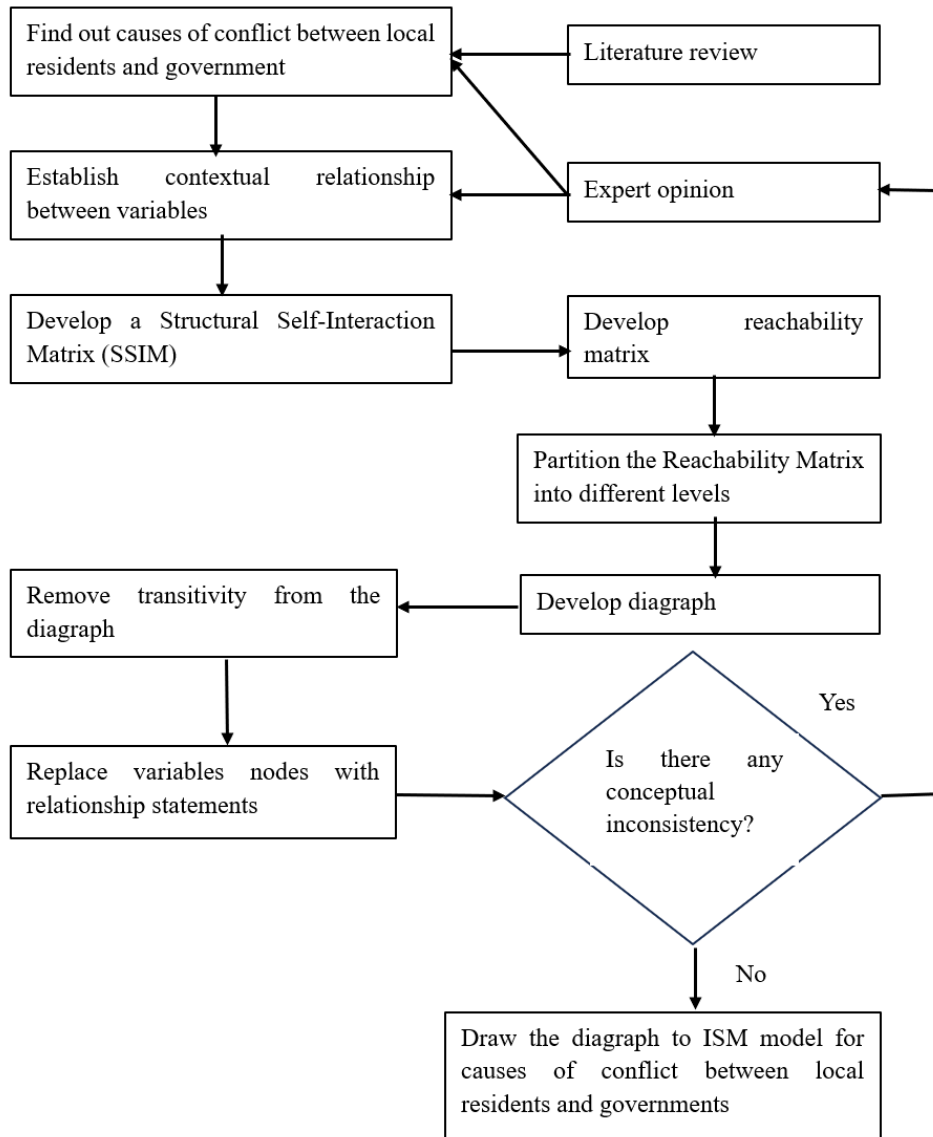 Find out causes of conflict between local
residents and government
Literature review
Establish contextual relationship
between variables
Expert opinion
Develop a Structural Self-Interaction
Matrix (SSIM)
Develop reachability
matrix
Partition the Reachability Matrix
into different levels
Remove transitivity from the
diagraph
Develop diagraph
Yes
Replace variables nodes with
relationship statements
Is there any
conceptual
inconsistency?
No
Draw the diagraph to ISM model for
causes of conflict between local
residents and governments